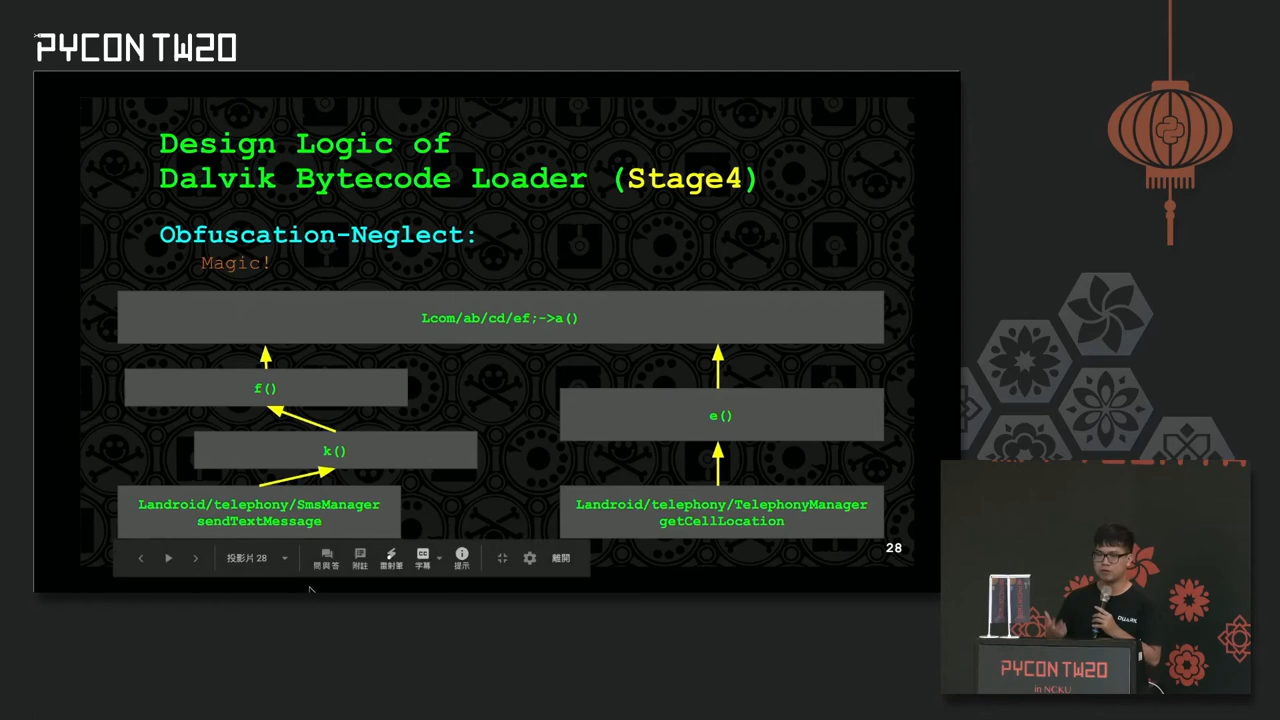 PYCON TW20
Design Logic of
Dalvik Bytecode Loader (Stage4)
Obfuscation-Neglect:
Magic!
Lcom/ab/cd/ef;->a()
f()
e()
k()
Landroid/telephony/SmsManager
sendTextMessage
Landroid/telephony/TelephonyManager
getCellLocation
28
投影片 28
問與答
附註
雷射筆
字幕
提示
離開
PYCON TW20
in NCKU